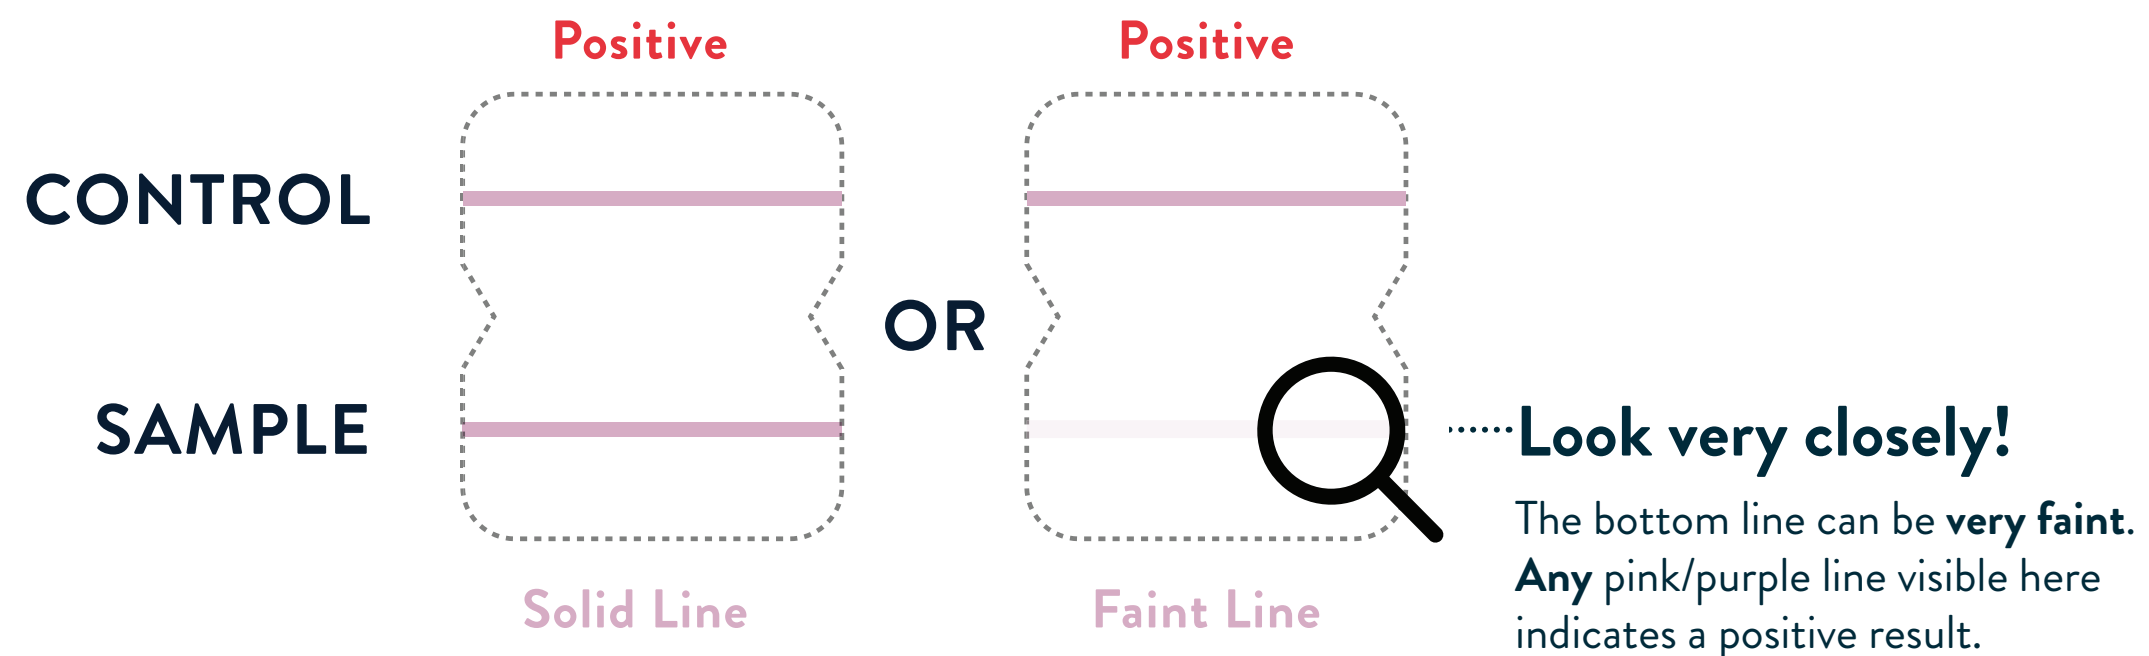 Positive
Positive
CONTROL
OR
SAMPLE
Look very closely!
The bottom line can be very faint.
Any pink/purple line visible here
indicates a positive result.
Solid Line
Faint Line